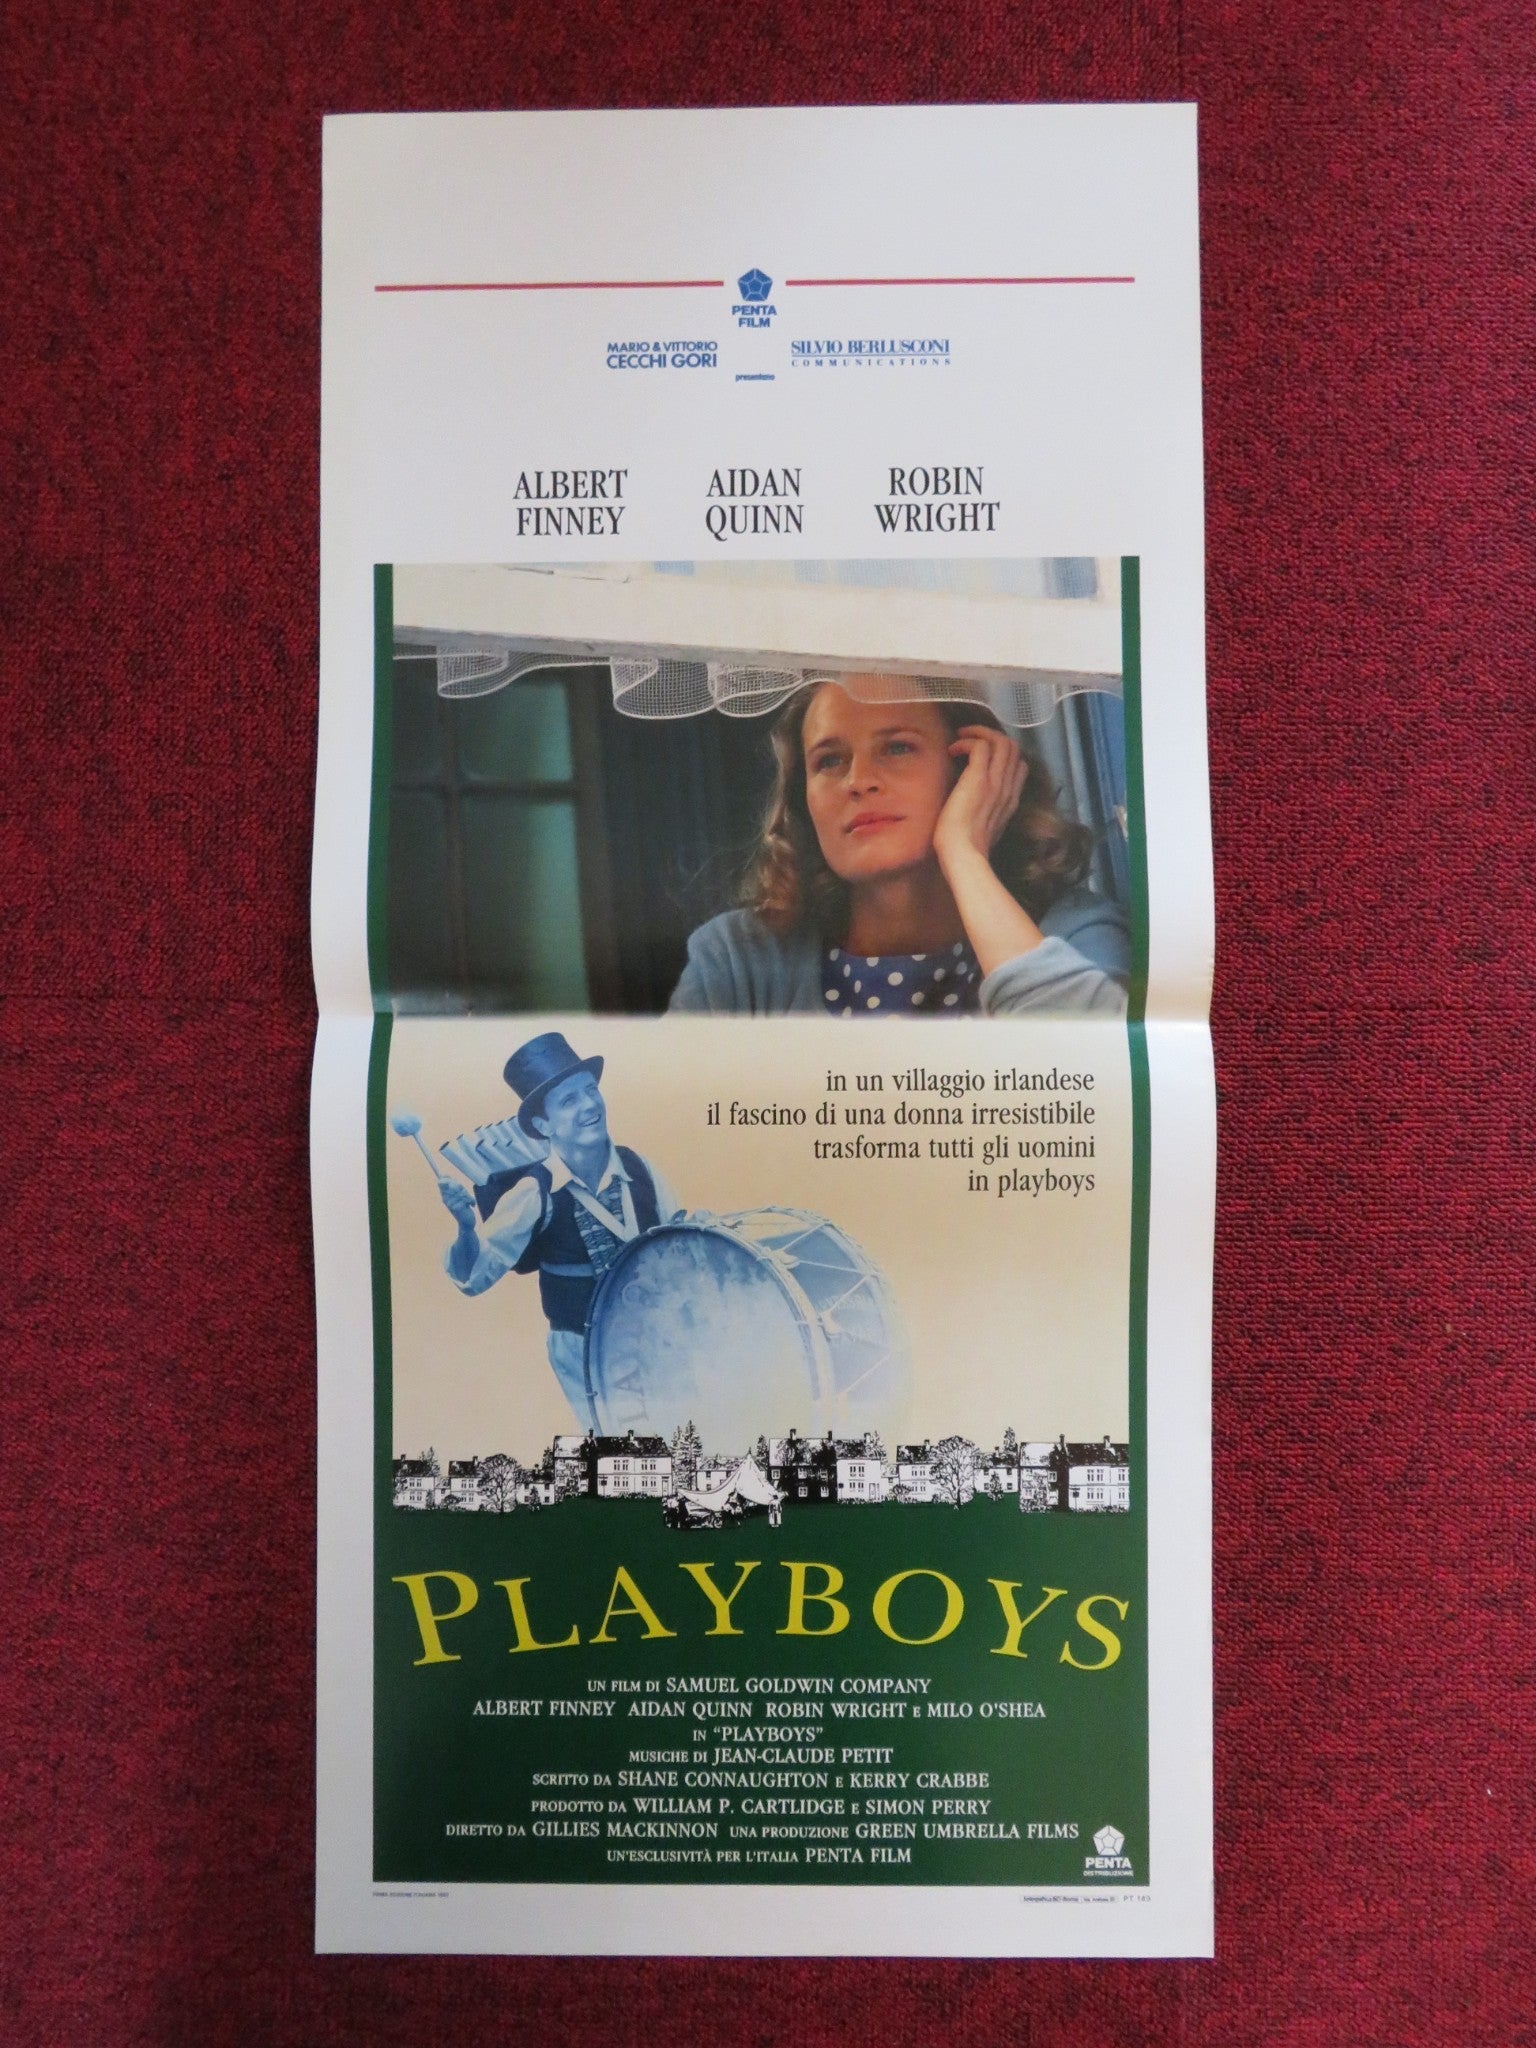 PENTA
FILM
MARIO & VITTORIO
CECCHI GORI
SILVIO BERLUSCONI
COMMUNICATIONS
presentano
ALBERT
FINNEY
AIDAN
QUINN
ROBIN
WRIGHT
in un villaggio irlandese
il fascino di una donna irresistibile
trasforma tutti gli uomini
in playboys
PLAYBOYS
UN FILM DI SAMUEL GOLDWIN COMPANY
ALBERT FINNEY AIDAN QUINN ROBIN WRIGHT E MILO O'SHEA
IN "PLAYBOYS"
MUSICHE DI JEAN-CLAUDE PETIT
SCRITTO DA SHANE CONNAUGHTON E KERRY CRABBE
PRODOTTO DA WILLIAM P. CARTLIDGE E SIMON PERRY
DIRETTO DA GILLIES MACKINNON UNA PRODUZIONE GREEN UMBRELLA FILMS
UN'ESCLUSIVITÀ PER L'ITALIA PENTA FILM
PENTA
DISTRIBUZIONE
PT 149